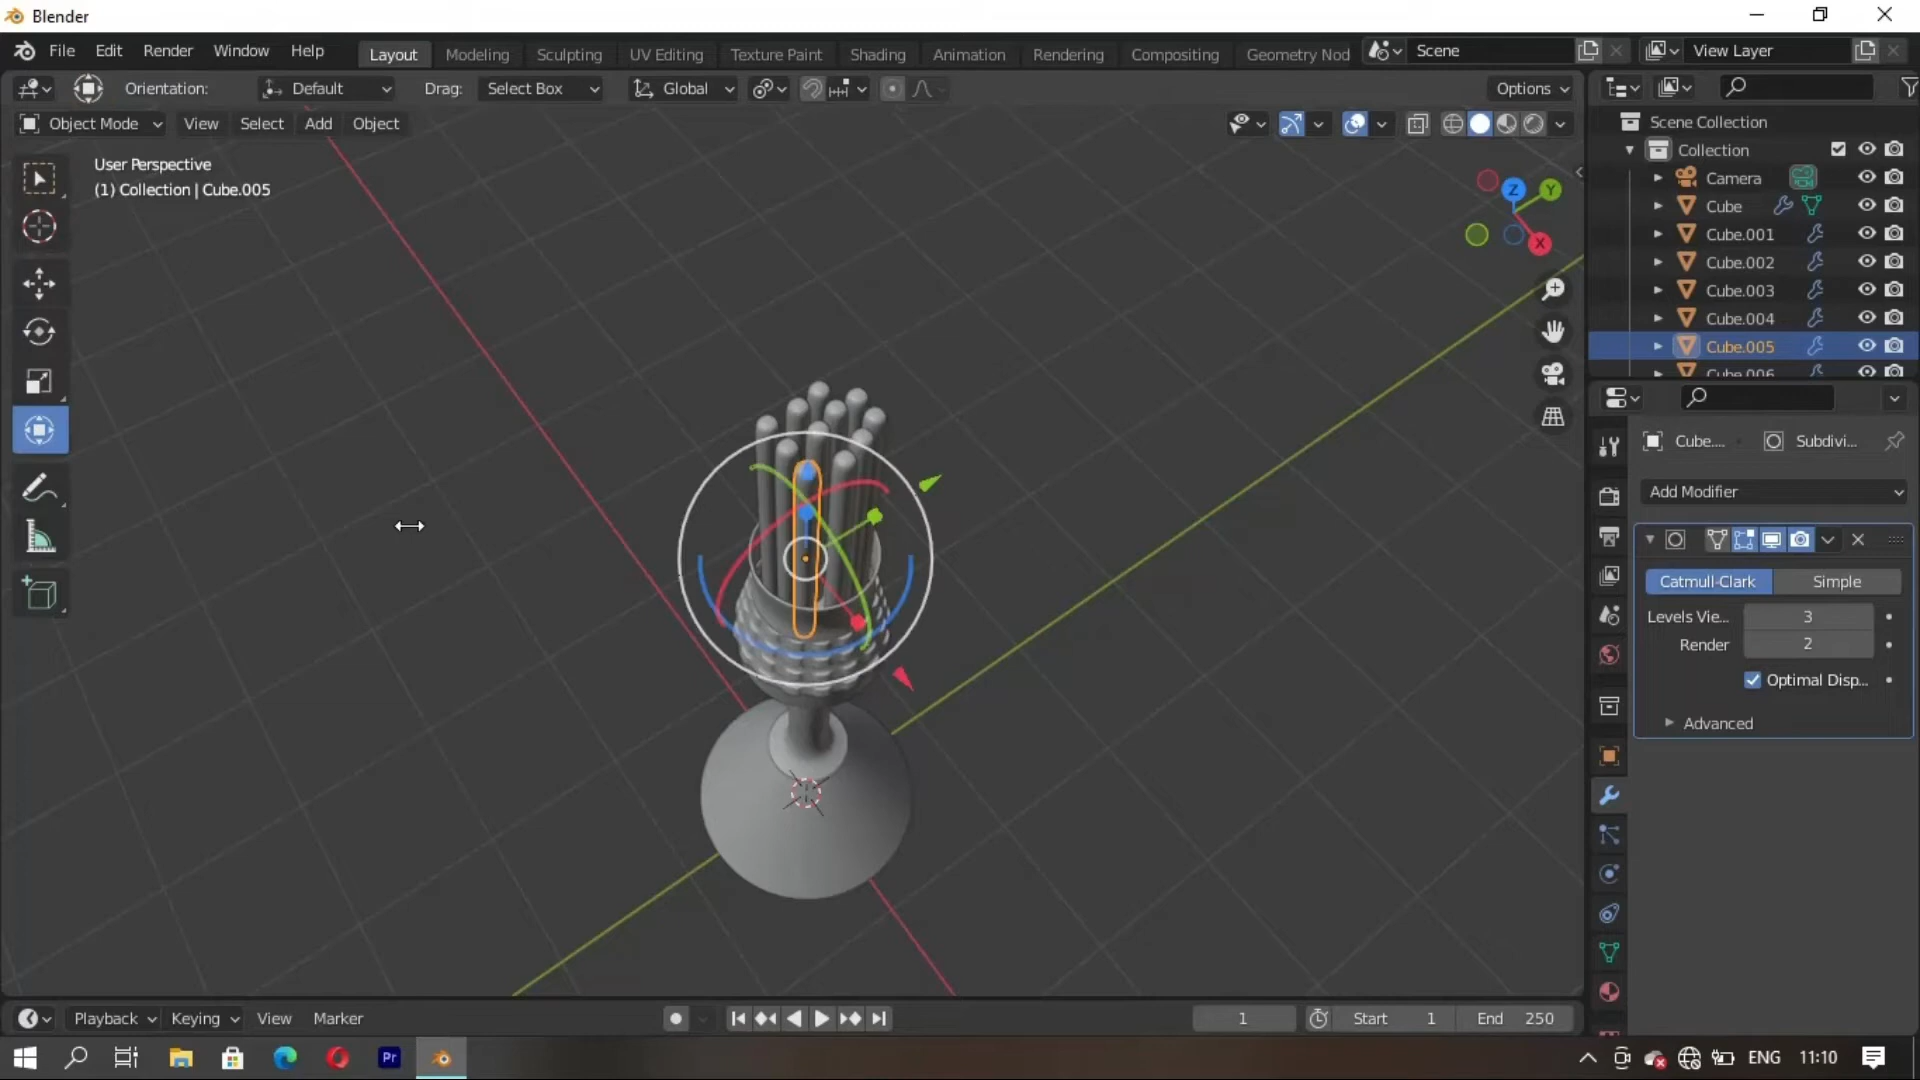 Blender
File Edit Render Window Help Layout Modeling Sculpting UV Editing Texture Paint Shading Animation Rendering Compositing Geometry Nod Scene View Layer
Orientation: Default Drag: Select Box Global Options
Object Mode View Select Add Object
User Perspective
(1) Collection | Cube.005
Z Y X
Scene Collection
Collection
Camera
Cube
Cube.001
Cube.002
Cube.003
Cube.004
Cube.005
Cube.006
Cube.... Subdivi...
Add Modifier
Catmull-Clark Simple
Levels Vie... 3
Render 2
Optimal Disp...
Advanced
Playback Keying View Marker 1 Start 1 End 250
Pr ENG 11:10